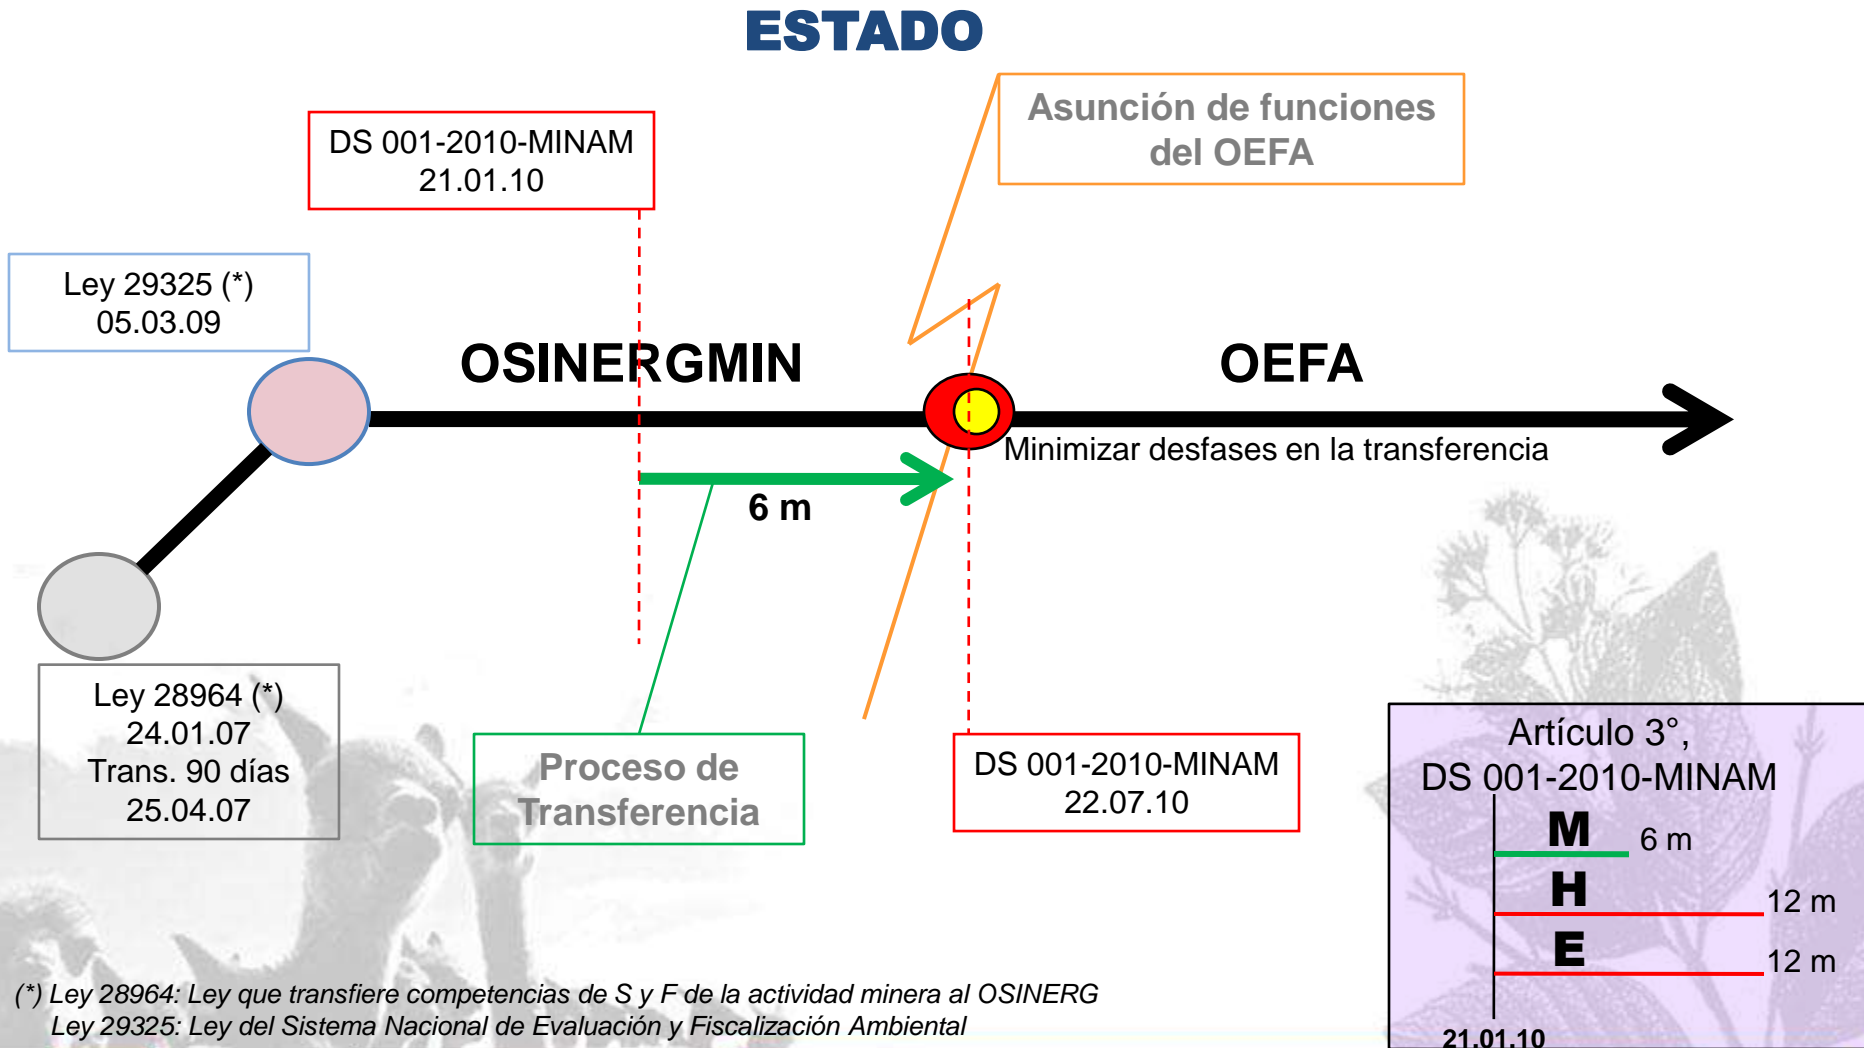 ESTADO
Asunción de funciones
del OEFA
DS 001-2010-MINAM
21.01.10
Ley 29325 (*)
05.03.09
OSINERGMIN
OEFA
Minimizar desfases en la transferencia
6 m
Ley 28964 (*)
24.01.07
Trans. 90 días
25.04.07
Proceso de
Transferencia
DS 001-2010-MINAM
22.07.10
Artículo 3°,
DS 001-2010-MINAM
M 6 m
H 12 m
E 12 m
21.01.10
(*) Ley 28964: Ley que transfiere competencias de S y F de la actividad minera al OSINERG
Ley 29325: Ley del Sistema Nacional de Evaluación y Fiscalización Ambiental